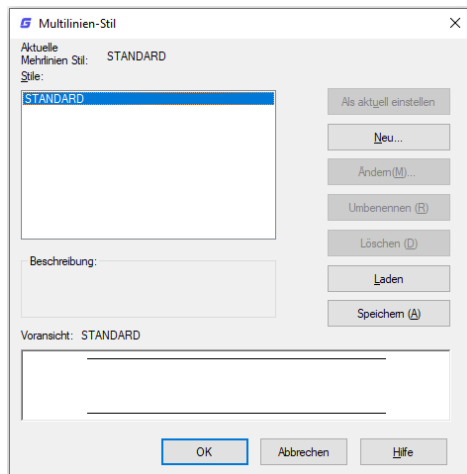 Multilinien-Stil
Aktuelle
Mehrlinien Stil: STANDARD
Stile:
STANDARD
Als aktuell einstellen
Neu...
Ändern(M)...
Umbenennen (R)
Löschen (D)
Beschreibung:
Laden
Speichern (A)
Voransicht: STANDARD
OK
Abbrechen
Hilfe